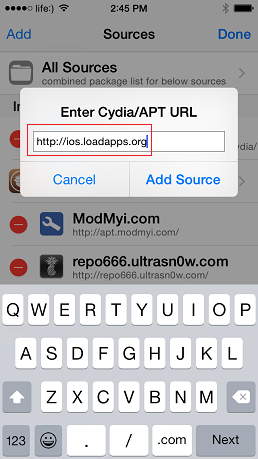 life:)
2:45 PM
Add
Sources
Done
All Sources
combined package list for below sources
In
Enter Cydia/APT URL
http://ios.loadapps.org
Cancel
Add Source
ModMyi.com
http://apt.modmyi.com/
repo666.ultrasn0w.com
http://repo666.ultrasn0w.com/
Q W E R T Y U I O P
A S D F G H J K L
Z X C V B N M
123
.
/
.com
Next